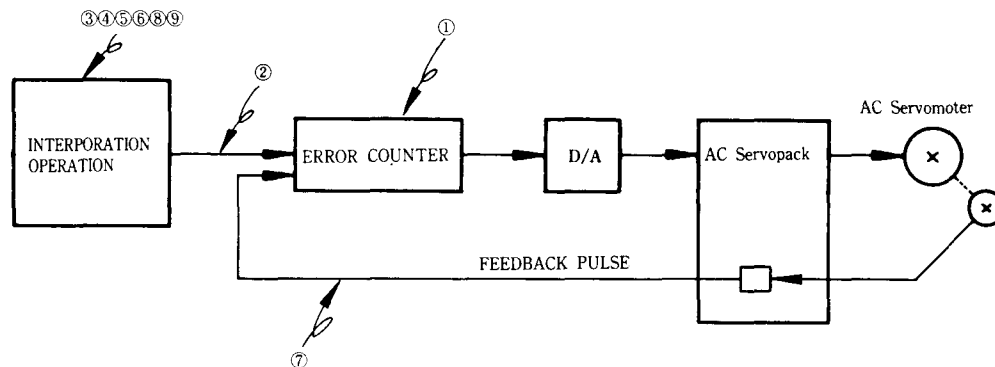 ③④⑤⑥⑧⑨
①
②
AC Servomoter
INTERPORATION
OPERATION
ERROR COUNTER
D/A
AC Servopack
FEEDBACK PULSE
⑦